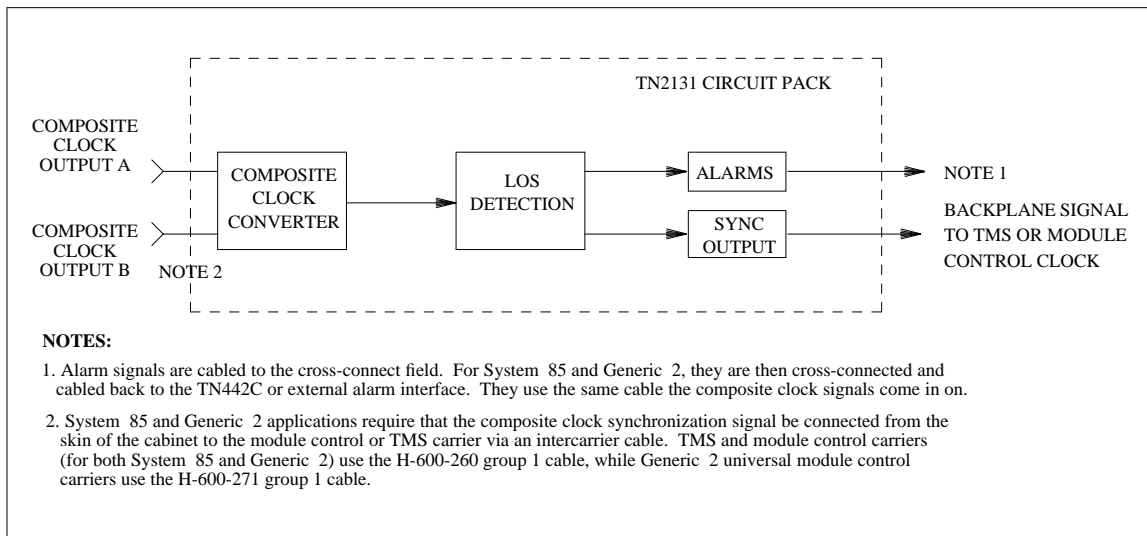 TN2131 CIRCUIT PACK
COMPOSITE
CLOCK
OUTPUT A
COMPOSITE
CLOCK
OUTPUT B
NOTE 2
COMPOSITE
CLOCK
CONVERTER
LOS
DETECTION
ALARMS
SYNC
OUTPUT
NOTE 1
BACKPLANE SIGNAL
TO TMS OR MODULE
CONTROL CLOCK
NOTES:
1. Alarm signals are cabled to the cross-connect field. For System 85 and Generic 2, they are then cross-connected and
cabled back to the TN442C or external alarm interface. They use the same cable the composite clock signals come in on.
2. System 85 and Generic 2 applications require that the composite clock synchronization signal be connected from the
skin of the cabinet to the module control or TMS carrier via an intercarrier cable. TMS and module control carriers
(for both System 85 and Generic 2) use the H-600-260 group 1 cable, while Generic 2 universal module control
carriers use the H-600-271 group 1 cable.